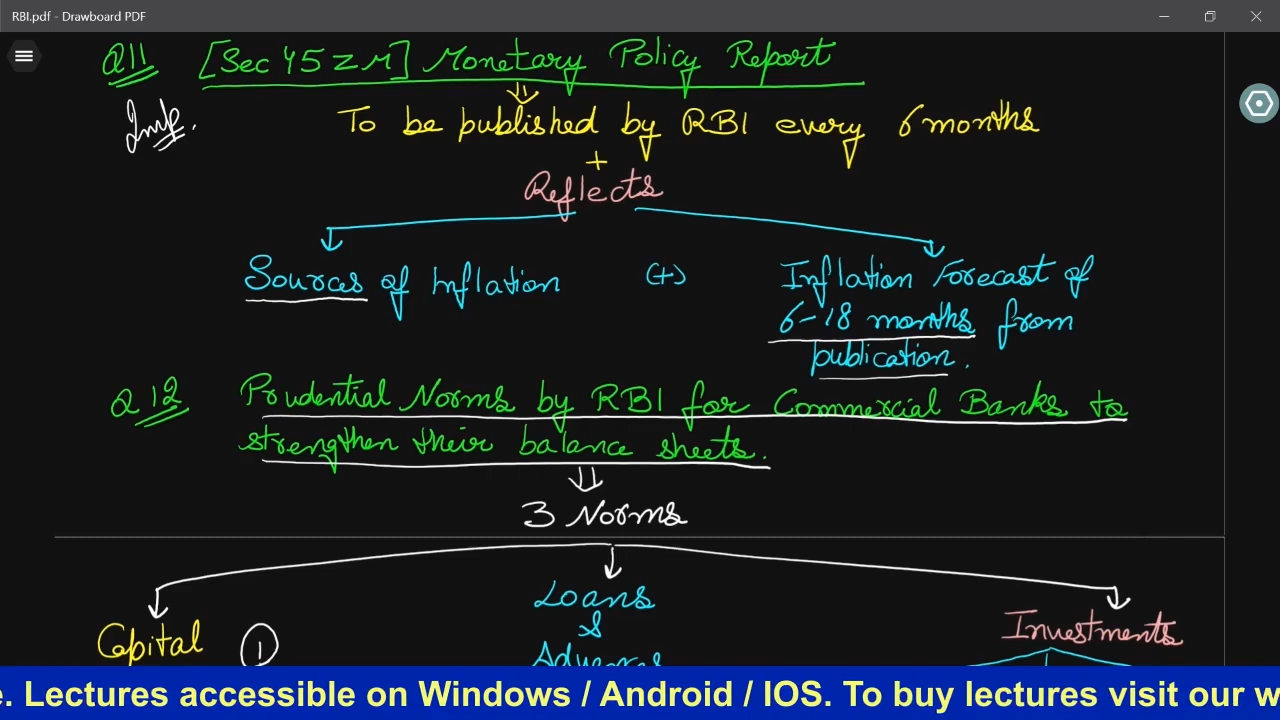 RBI.pdf - Drawboard PDF
Q11 [Sec 45 Z M] Monetary Policy Report
Imp.
To be published by RBI every 6 months
+
Reflects
Sources of Inflation (+) Inflation Forecast of
6-18 months from
publication.
Q 12 Prudential Norms by RBI for Commercial Banks to
strengthen their balance sheets.
3 Norms
Loans
&
Capital 1 Investments
Advances
e. Lectures accessible on Windows / Android / IOS. To buy lectures visit our w